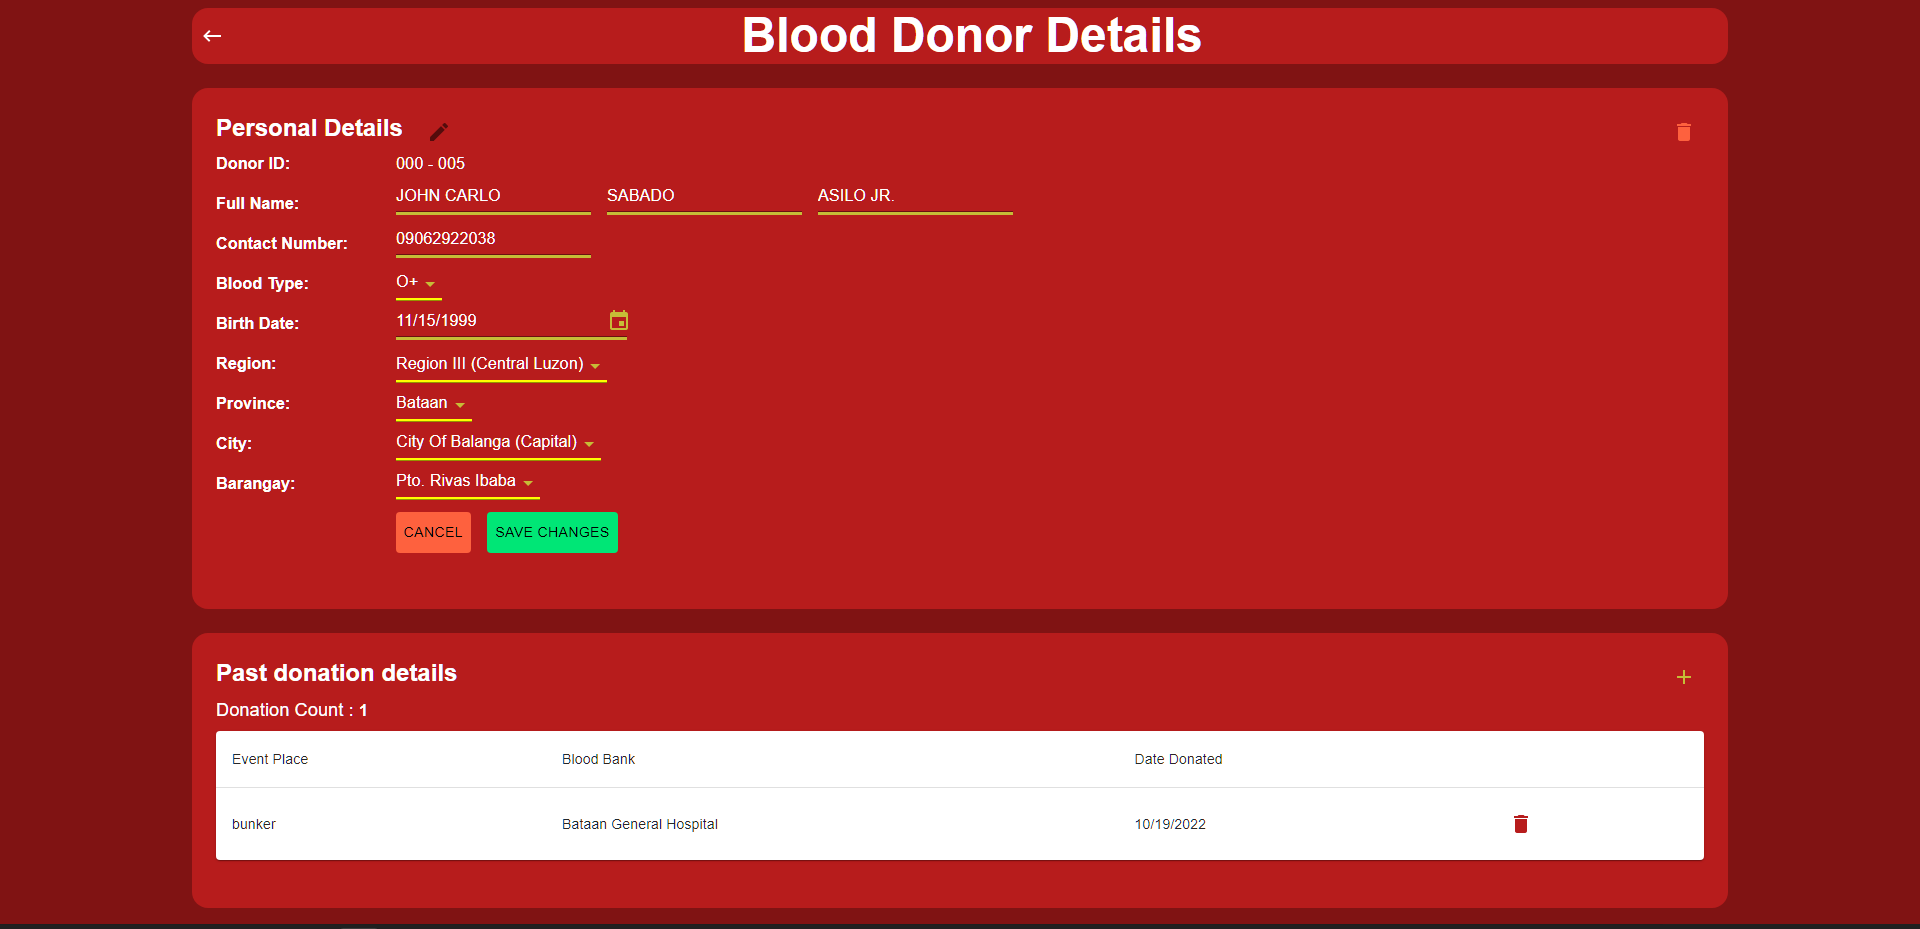 Blood Donor Details
Personal Details
Donor ID: 000 - 005
Full Name: JOHN CARLO SABADO ASILO JR.
Contact Number: 09062922038
Blood Type: O+
Birth Date: 11/15/1999
Region: Region III (Central Luzon)
Province: Bataan
City: City Of Balanga (Capital)
Barangay: Pto. Rivas Ibaba
CANCEL SAVE CHANGES
Past donation details
Donation Count : 1
Event Place Blood Bank Date Donated
bunker Bataan General Hospital 10/19/2022